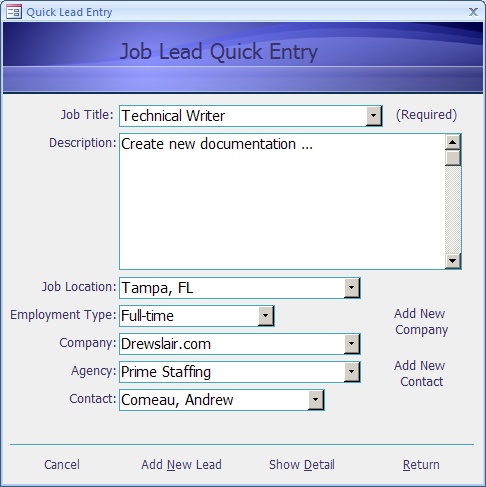 Quick Lead Entry
Job Lead Quick Entry
Job Title: Technical Writer (Required)
Description: Create new documentation ...
Job Location: Tampa, FL
Employment Type: Full-time
Add New
Company
Company: Drewslair.com
Agency: Prime Staffing
Add New
Contact
Contact: Comeau, Andrew
Cancel Add New Lead Show Detail Return